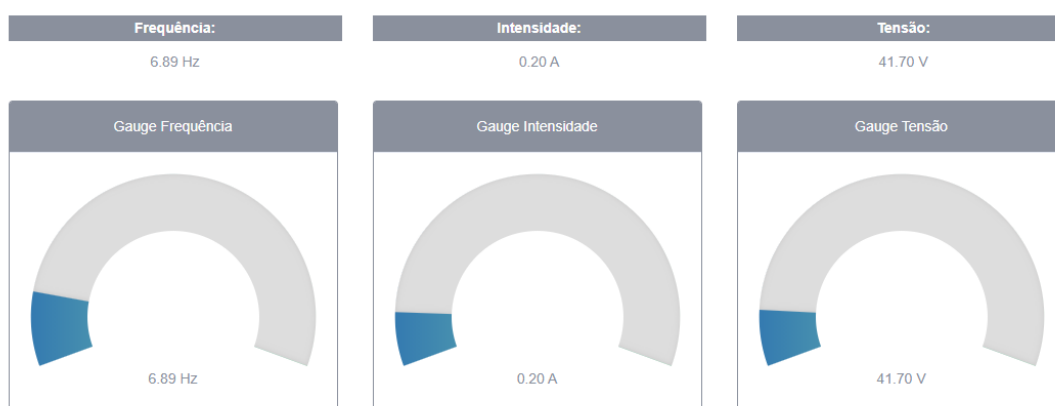 Frequência:
Intensidade:
Tensão:
6.89 Hz
0.20 A
41.70 V
Gauge Frequência
Gauge Intensidade
Gauge Tensão
6.89 Hz
0.20 A
41.70 V